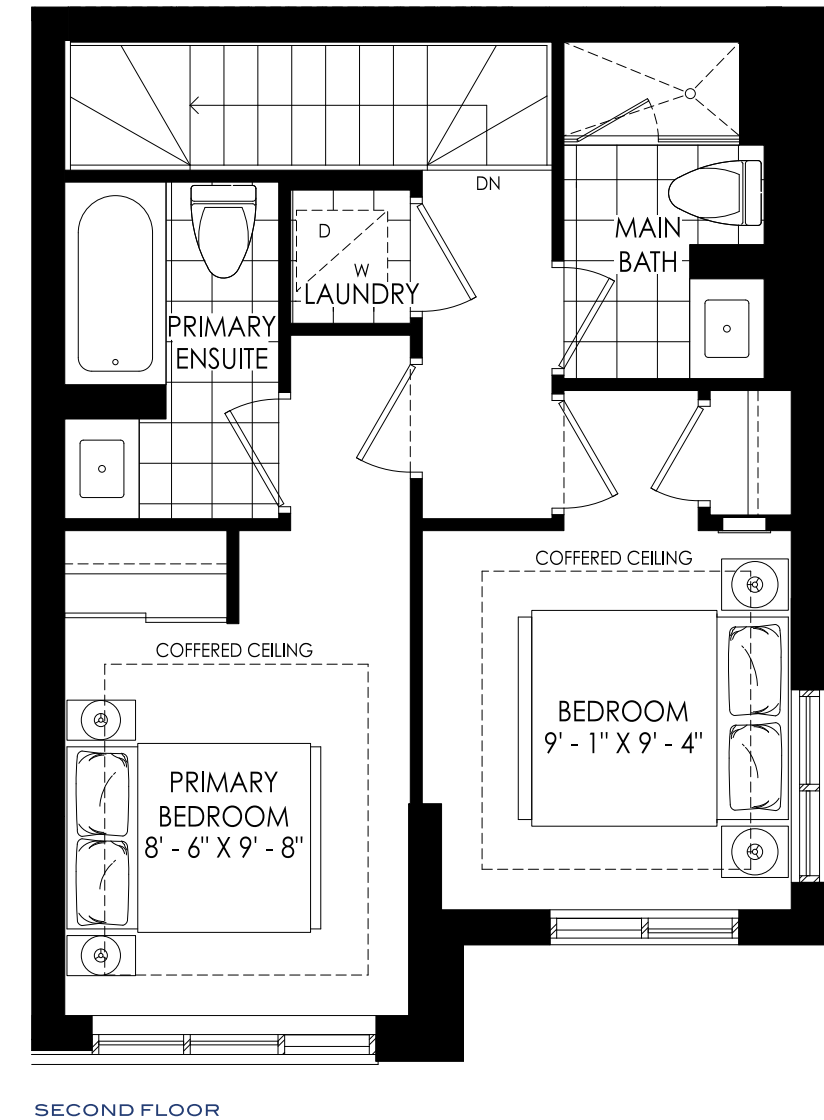 DN
MAIN
BATH
D
W
LAUNDRY
PRIMARY
ENSUITE
COFFERED CEILING
BEDROOM
9' - 1" X 9' - 4"
COFFERED CEILING
PRIMARY
BEDROOM
8' - 6" X 9' - 8"
SECOND FLOOR